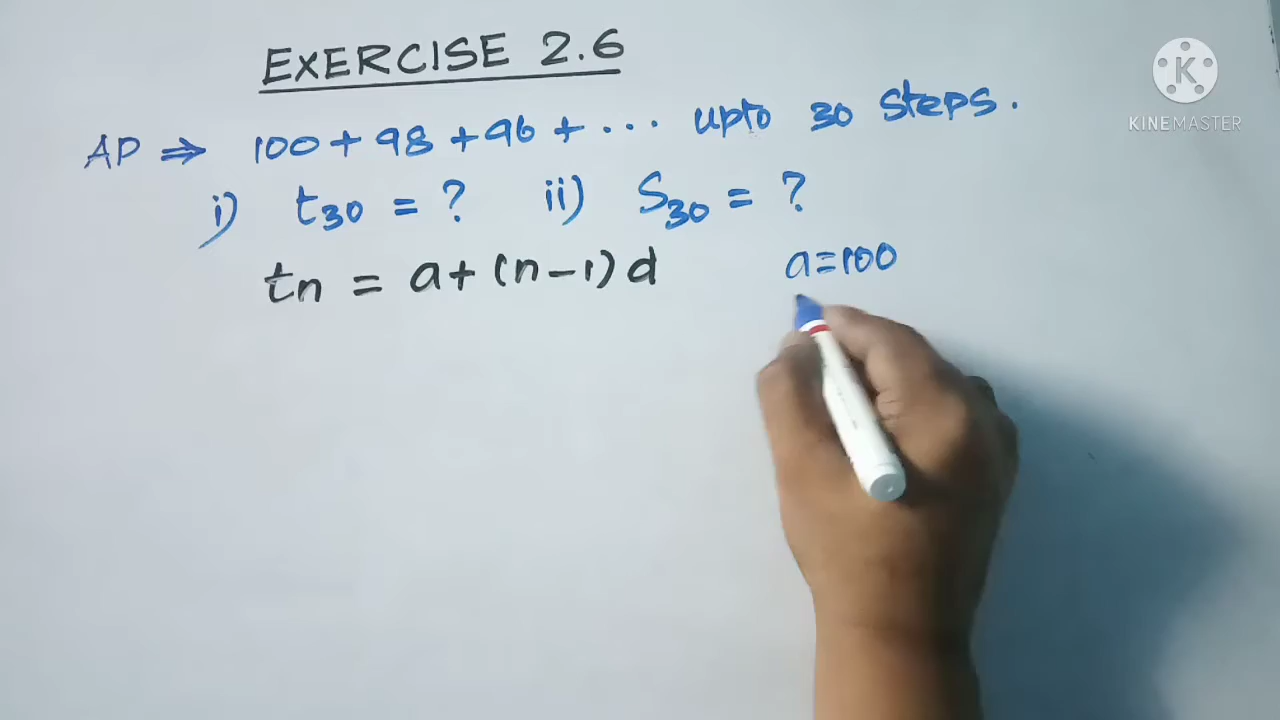 EXERCISE 2.6
K
KINEMASTER
AP ⇒ 100 + 98 + 96 + ... upto 30 steps.
i) t30 = ? ii) S30 = ?
tn = a + (n - 1) d
a = 100